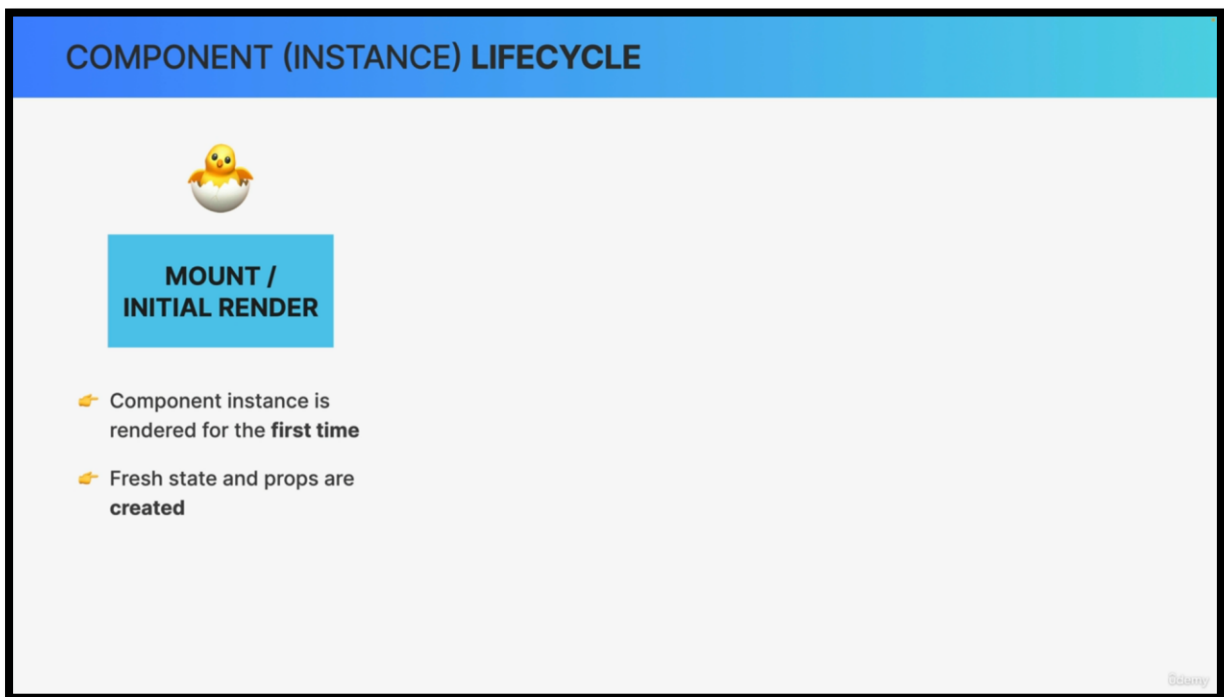 COMPONENT (INSTANCE) LIFECYCLE
MOUNT /
INITIAL RENDER
Component instance is
rendered for the first time
Fresh state and props are
created
Udemy